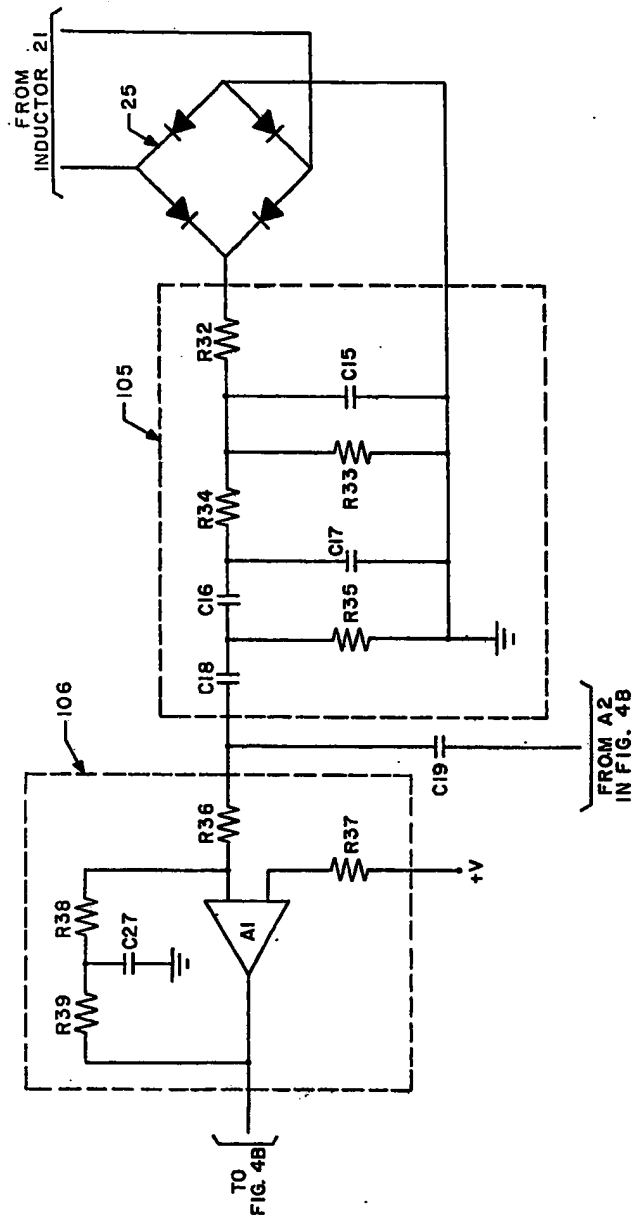 FROM
INDUCTOR 21
25
105
R32
C15
R33
R34
C17
C16
R35
C18
106
C19
FROM A2
IN FIG. 4B
R36
R37
+V
R38
C27
A1
R39
TO
FIG. 4B